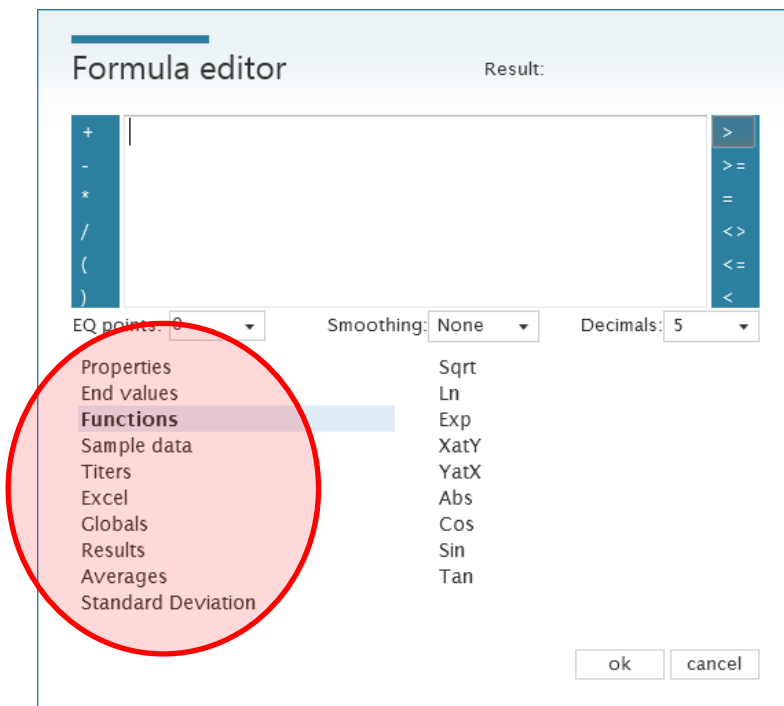 Formula editor
Result:
+
-
*
/
(
)
>
>=
=
<>
<=
<
EQ points: 0
Smoothing: None
Decimals: 5
Properties
End values
Functions
Sample data
Titers
Excel
Globals
Results
Averages
Standard Deviation
Sqrt
Ln
Exp
XatY
YatX
Abs
Cos
Sin
Tan
ok
cancel